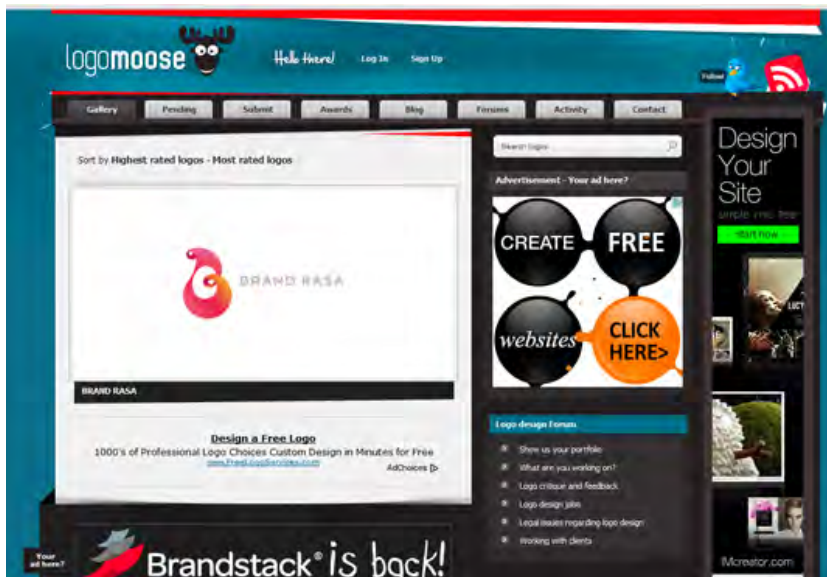 logomoose
Hello there! Log In Sign Up
Follow
Gallery Pending Submit Awards Blog Forums Activity Contact
Sort by Highest rated logos - Most rated logos
BRAND RASA
BRAND RASA
Design a Free Logo
1000's of Professional Logo Choices Custom Design in Minutes for Free
www.FreeLogoServices.com
AdChoices
Your
ad here?
Brandstack® is back!
Search logos
Advertisement - Your ad here?
CREATE FREE
websites CLICK
HERE>
Logo design Forum
Show us your portfolio
What are you working on?
Logo critique and feedback
Logo design jobs
Legal issues regarding logo design
Working with clients
Design
Your
Site
start now
IMcreator.com